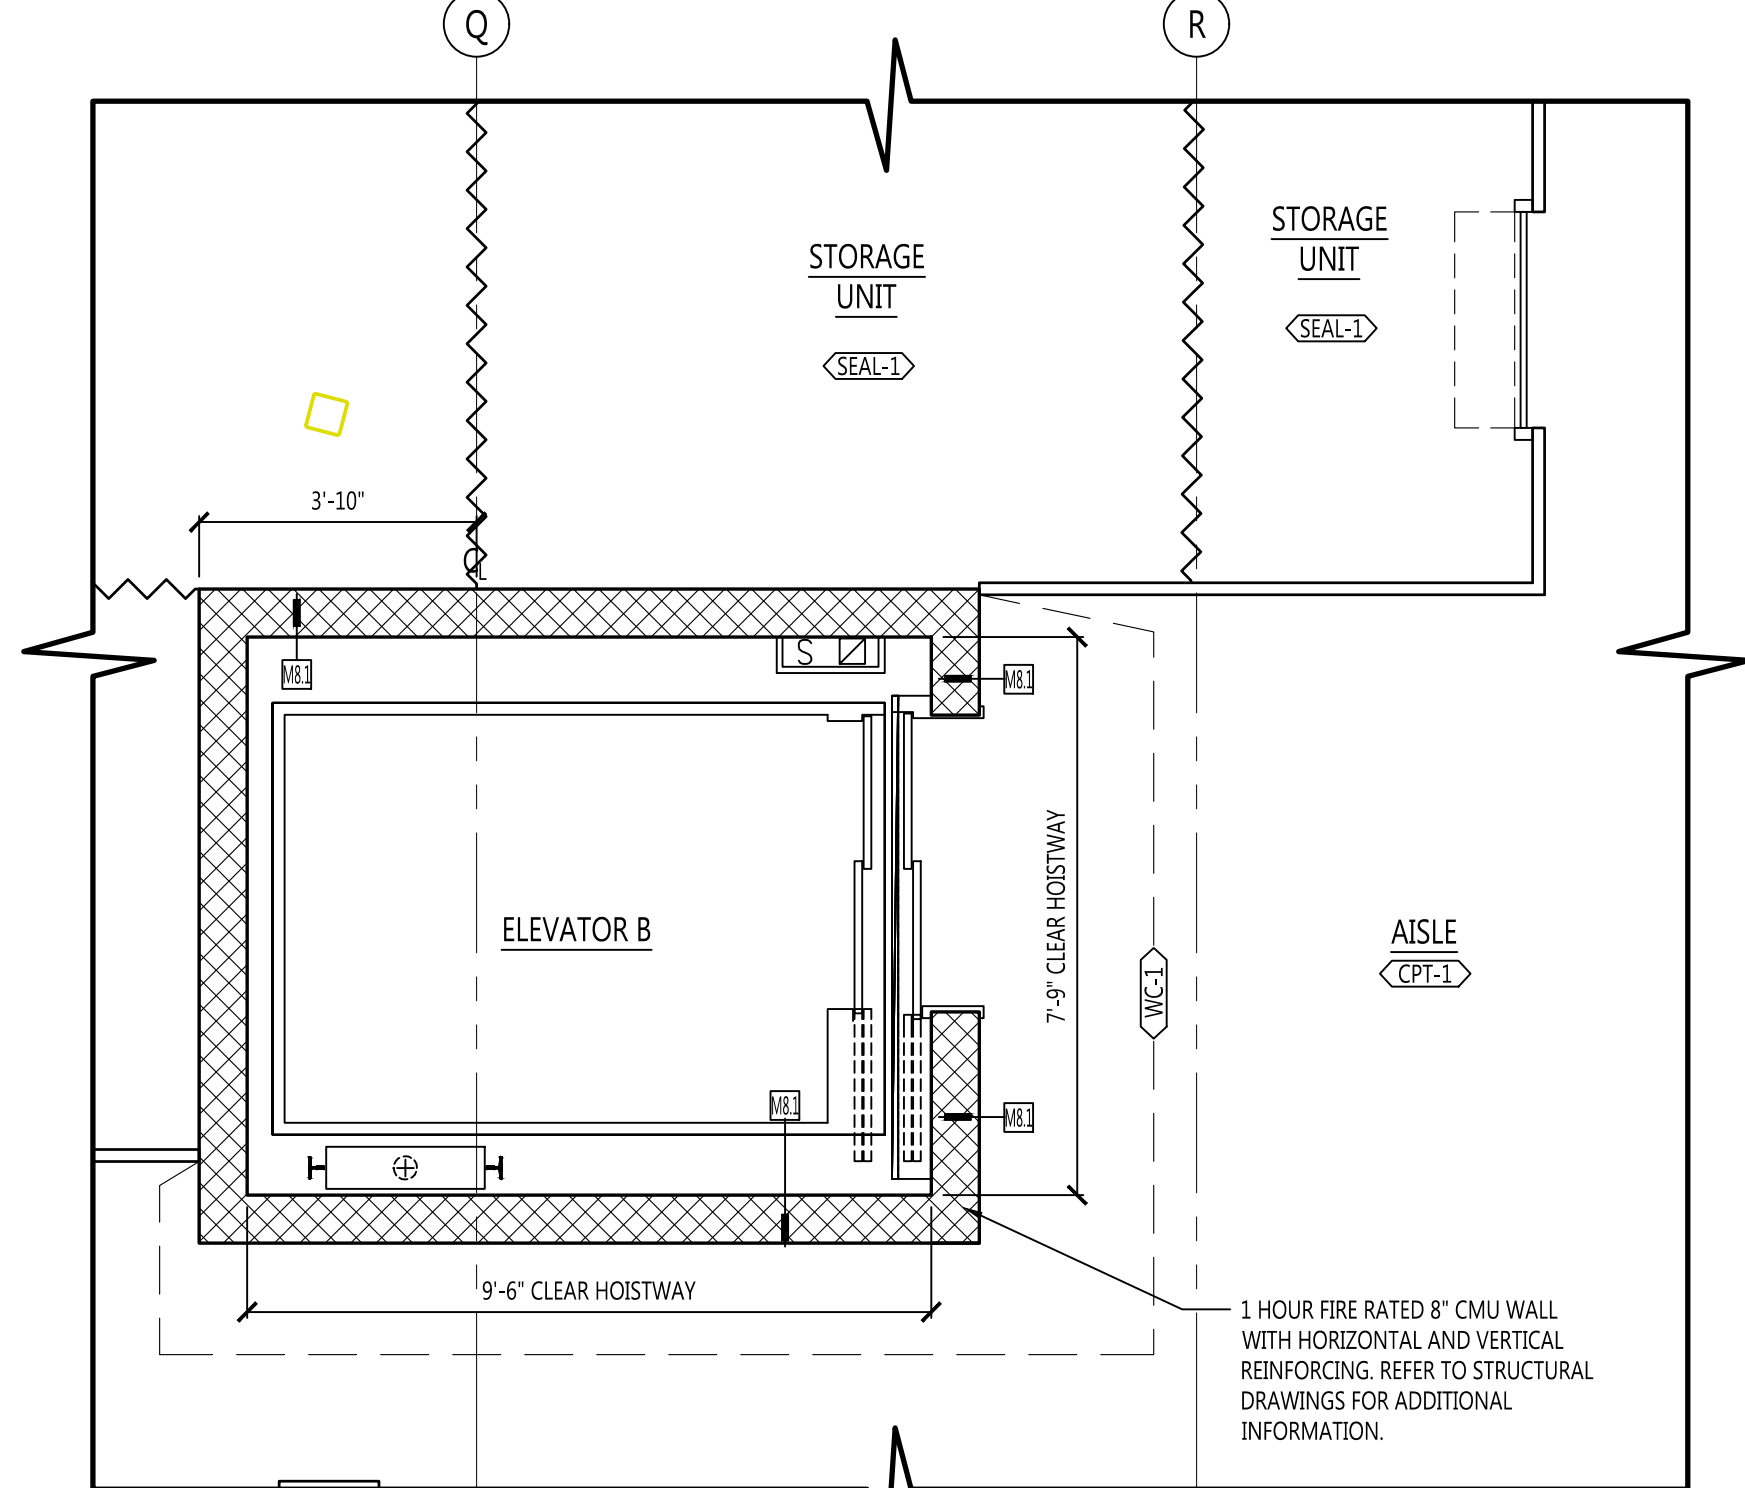 Q
R
STORAGE
UNIT
SEAL-1
STORAGE
UNIT
SEAL-1
3'-10"
CL
S
M8.1
M8.1
7'-9" CLEAR HOISTWAY
ELEVATOR B
AISLE
CPT-1
WC-1
M8.1
M8.1
9'-6" CLEAR HOISTWAY
1 HOUR FIRE RATED 8" CMU WALL
WITH HORIZONTAL AND VERTICAL
REINFORCING. REFER TO STRUCTURAL
DRAWINGS FOR ADDITIONAL
INFORMATION.